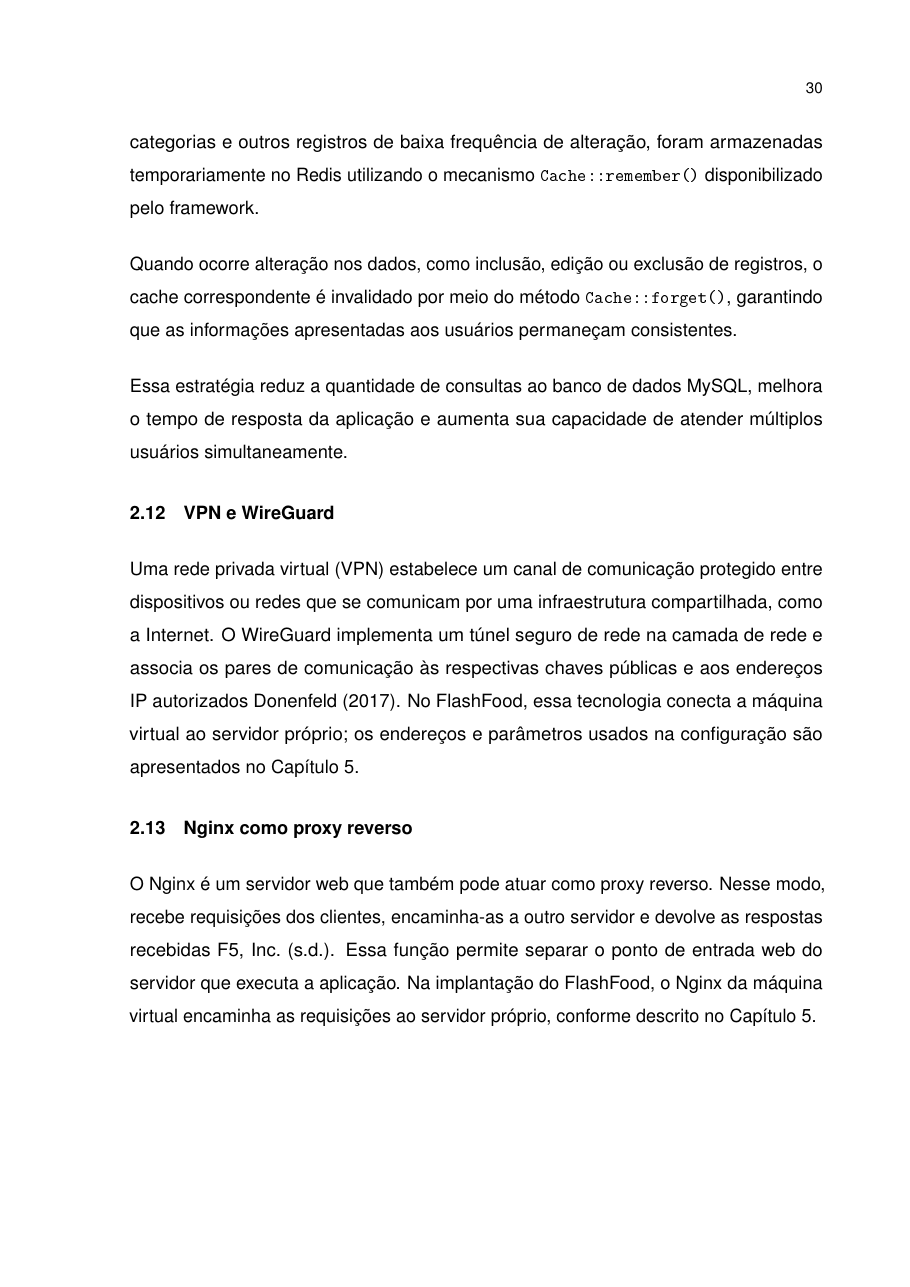 30
categorias e outros registros de baixa frequência de alteração, foram armazenadas
temporariamente no Redis utilizando o mecanismo Cache::remember() disponibilizado
pelo framework.
Quando ocorre alteração nos dados, como inclusão, edição ou exclusão de registros, o
cache correspondente é invalidado por meio do método Cache::forget(), garantindo
que as informações apresentadas aos usuários permaneçam consistentes.
Essa estratégia reduz a quantidade de consultas ao banco de dados MySQL, melhora
o tempo de resposta da aplicação e aumenta sua capacidade de atender múltiplos
usuários simultaneamente.
2.12 VPN e WireGuard
Uma rede privada virtual (VPN) estabelece um canal de comunicação protegido entre
dispositivos ou redes que se comunicam por uma infraestrutura compartilhada, como
a Internet. O WireGuard implementa um túnel seguro de rede na camada de rede e
associa os pares de comunicação às respectivas chaves públicas e aos endereços
IP autorizados Donenfeld (2017). No FlashFood, essa tecnologia conecta a máquina
virtual ao servidor próprio; os endereços e parâmetros usados na configuração são
apresentados no Capítulo 5.
2.13 Nginx como proxy reverso
O Nginx é um servidor web que também pode atuar como proxy reverso. Nesse modo,
recebe requisições dos clientes, encaminha-as a outro servidor e devolve as respostas
recebidas F5, Inc. (s.d.). Essa função permite separar o ponto de entrada web do
servidor que executa a aplicação. Na implantação do FlashFood, o Nginx da máquina
virtual encaminha as requisições ao servidor próprio, conforme descrito no Capítulo 5.